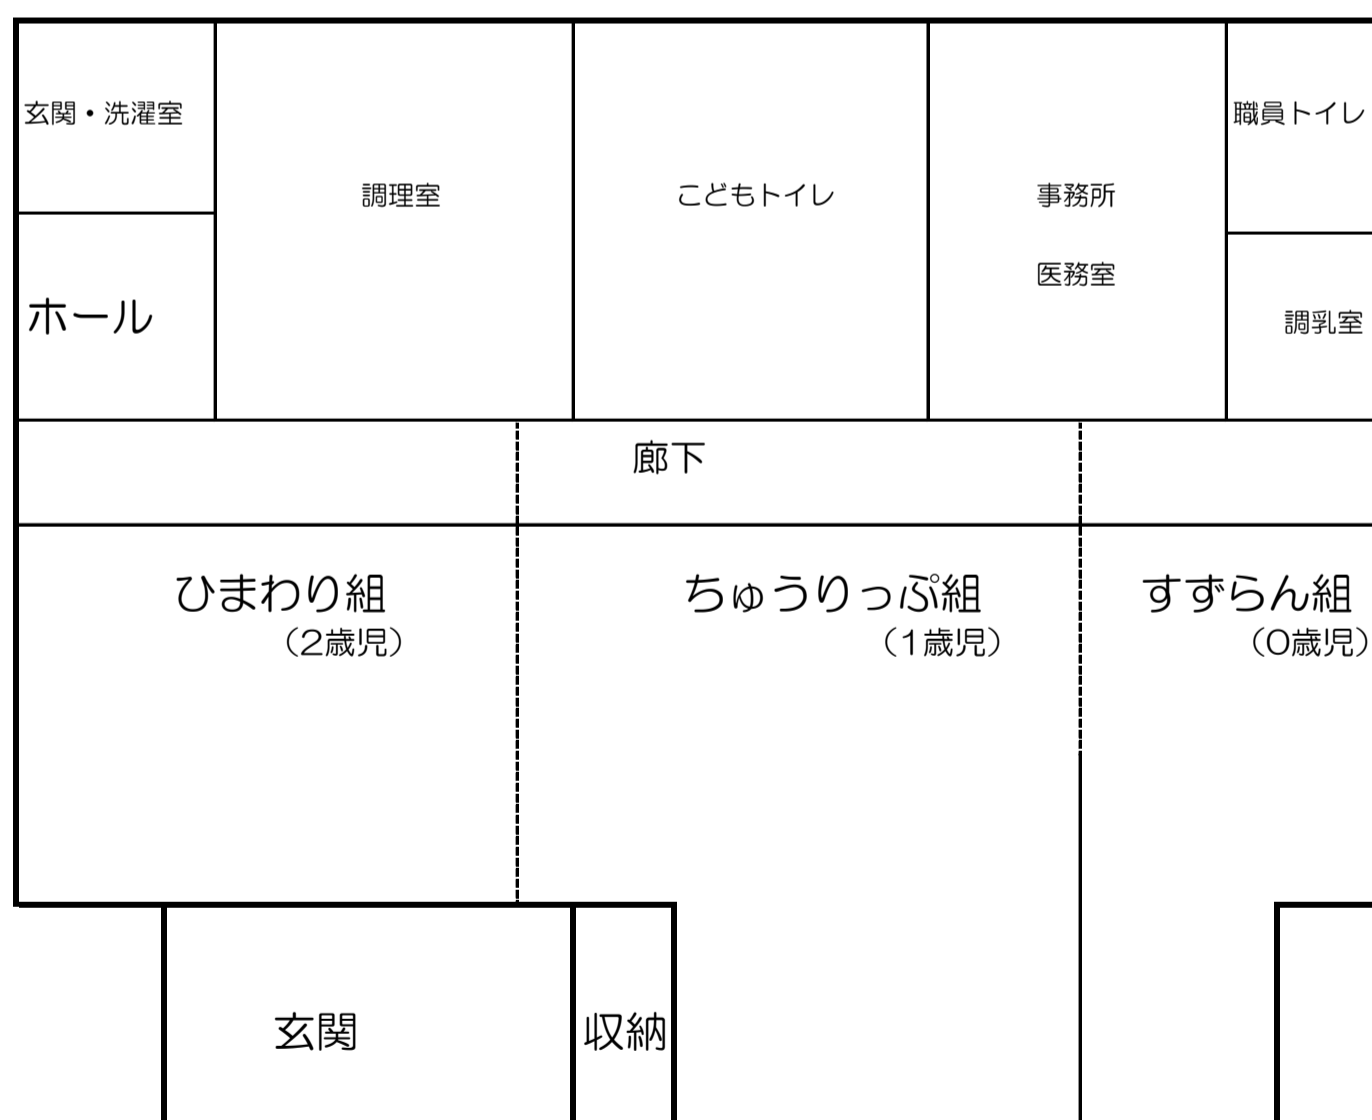 玄関・洗濯室
職員トイレ
調理室
こどもトイレ
事務所
医務室
ホール
調乳室
廊下
ひまわり組
(2歳児)
ちゅうりっぷ組
(1歳児)
すずらん組
(0歳児)
玄関
収納